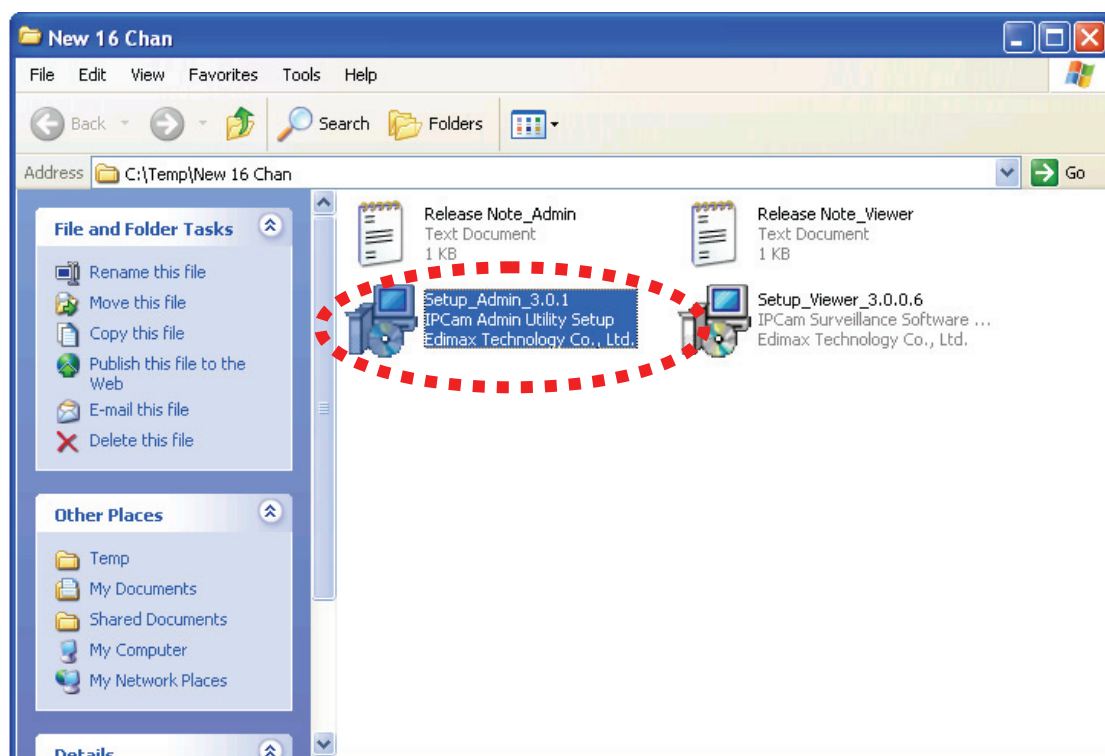 New 16 Chan
File Edit View Favorites Tools Help
Back Search Folders
Address C:\Temp\New 16 Chan Go
File and Folder Tasks
Rename this file
Move this file
Copy this file
Publish this file to the
Web
E-mail this file
Delete this file
Other Places
Temp
My Documents
Shared Documents
My Computer
My Network Places
Details
Release Note_Admin
Text Document
1 KB
Release Note_Viewer
Text Document
1 KB
Setup_Admin_3.0.1
IPCam Admin Utility Setup
Edimax Technology Co., Ltd.
Setup_Viewer_3.0.0.6
IPCam Surveillance Software ...
Edimax Technology Co., Ltd.